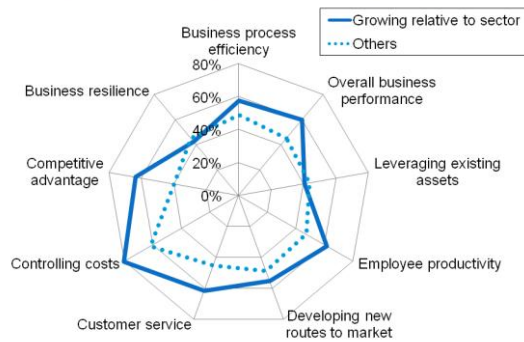 Growing relative to sector
Others
Business process
efficiency
80%
60%
40%
20%
0%
Overall business
performance
Leveraging existing
assets
Employee productivity
Developing new
routes to market
Customer service
Controlling costs
Competitive
advantage
Business resilience